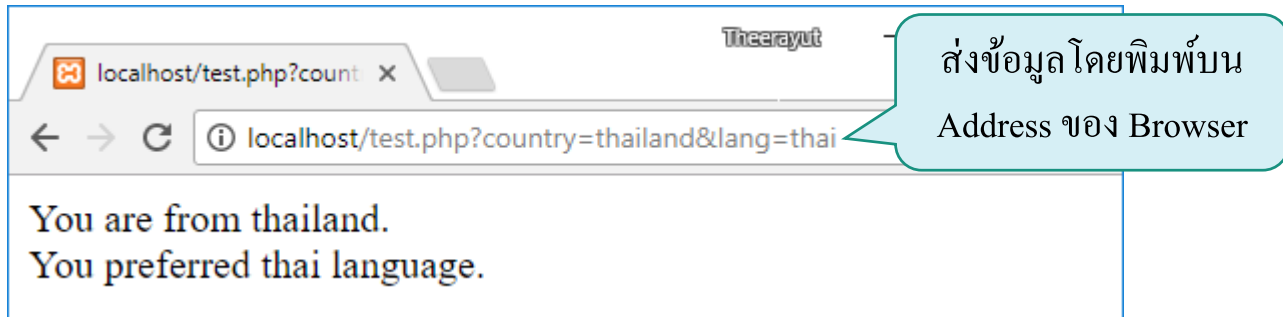 Theerayut
ส่งข้อมูลโดยพิมพ์บน
Address ของ Browser
localhost/test.php?count
localhost/test.php?country=thailand&lang=thai
You are from thailand.
You preferred thai language.